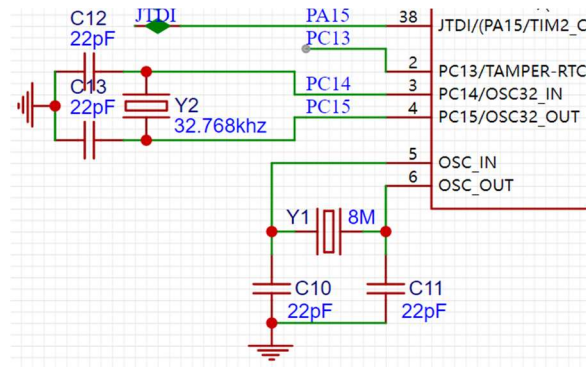 C12
22pF
JTDI
PA15
38
JTDI/(PA15/TIM2_C
PC13
2
PC13/TAMPER-RTC
C13
22pF
PC14
3
PC14/OSC32_IN
Y2
32.768khz
PC15
4
PC15/OSC32_OUT
5
OSC_IN
6
OSC_OUT
Y1
8M
C10
22pF
C11
22pF